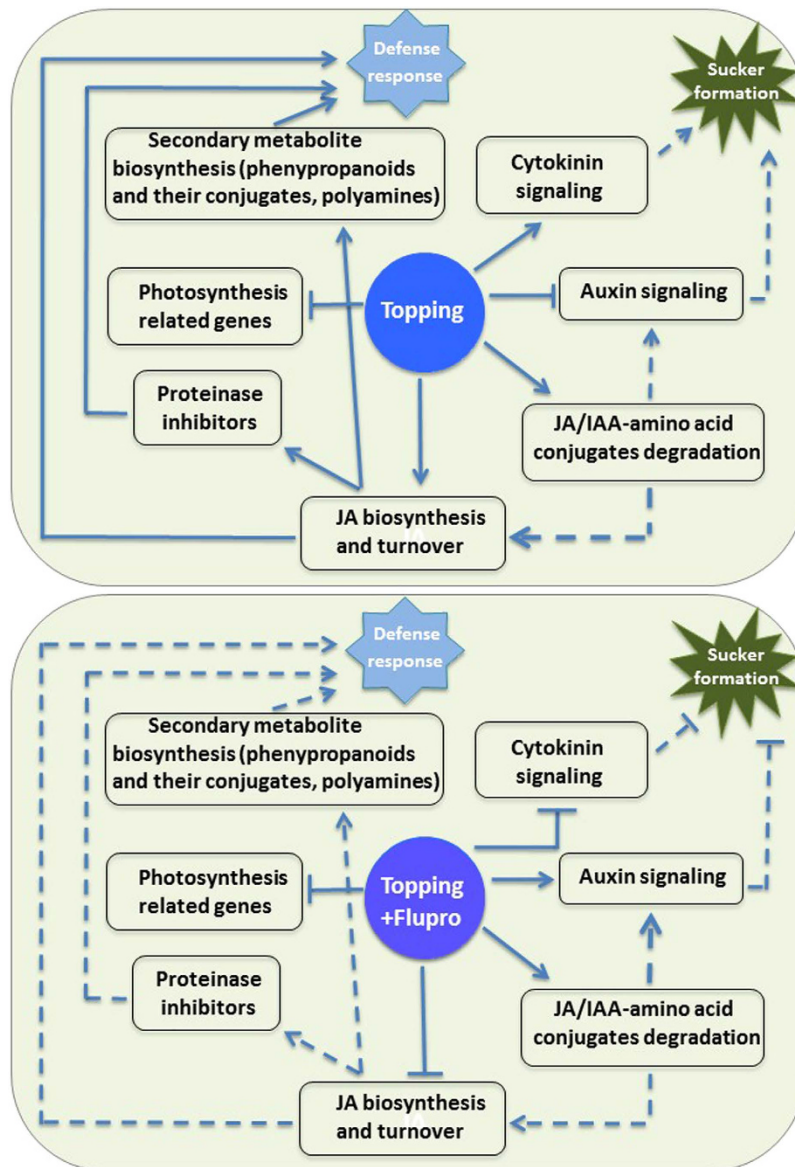 Defense
response
Sucker
formation
Secondary metabolite
biosynthesis (phenypropanoids
and their conjugates, polyamines)
Cytokinin
signaling
Photosynthesis
related genes
Topping
Auxin signaling
Proteinase
inhibitors
JA/IAA-amino acid
conjugates degradation
JA biosynthesis
and turnover
JA
Defense
response
Sucker
formation
Secondary metabolite
biosynthesis (phenypropanoids
and their conjugates, polyamines)
Cytokinin
signaling
Photosynthesis
related genes
Topping
+Flupro
Auxin signaling
Proteinase
inhibitors
JA/IAA-amino acid
conjugates degradation
JA biosynthesis
and turnover
JA